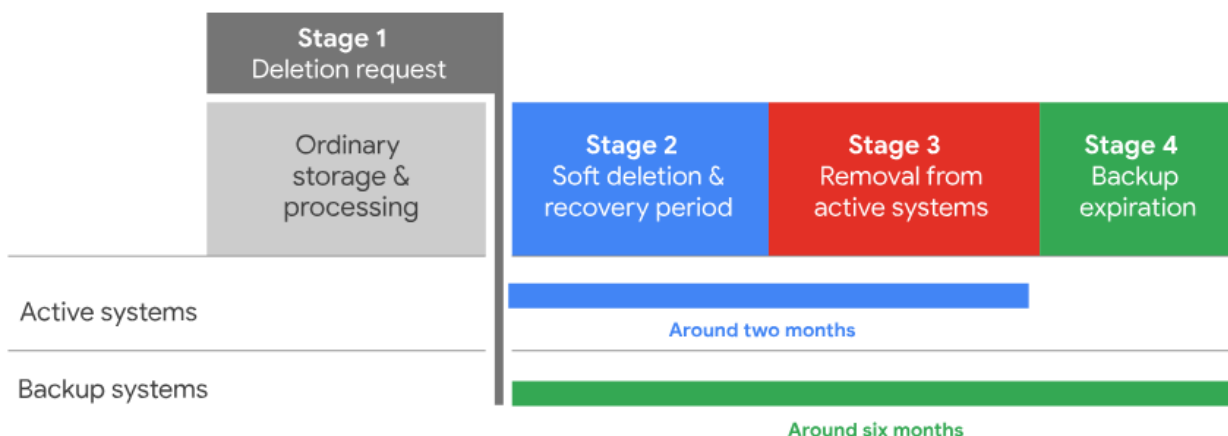 Stage 1
Deletion request
Ordinary
storage &
processing
Stage 2
Soft deletion &
recovery period
Stage 3
Removal from
active systems
Stage 4
Backup
expiration
Active systems
Around two months
Backup systems
Around six months